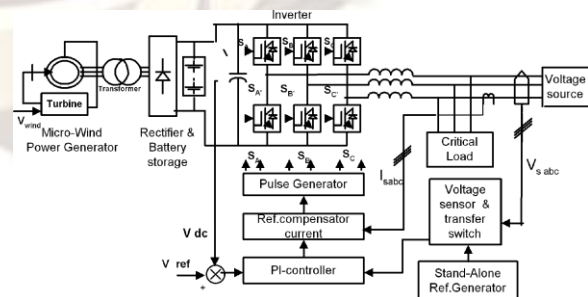 Inverter
S A
S B
S
Transformer
Turbine
V wind
Micro-Wind
Power Generator
Rectifier &
Battery
storage
S A'
S B'
S C'
Voltage
source
Critical
Load
S A
S B
S C
I sabc
V s abc
Pulse Generator
Ref.compensator
current
Voltage
sensor &
transfer
switch
V dc
V ref
+
-
PI-controller
Stand-Alone
Ref.Generator